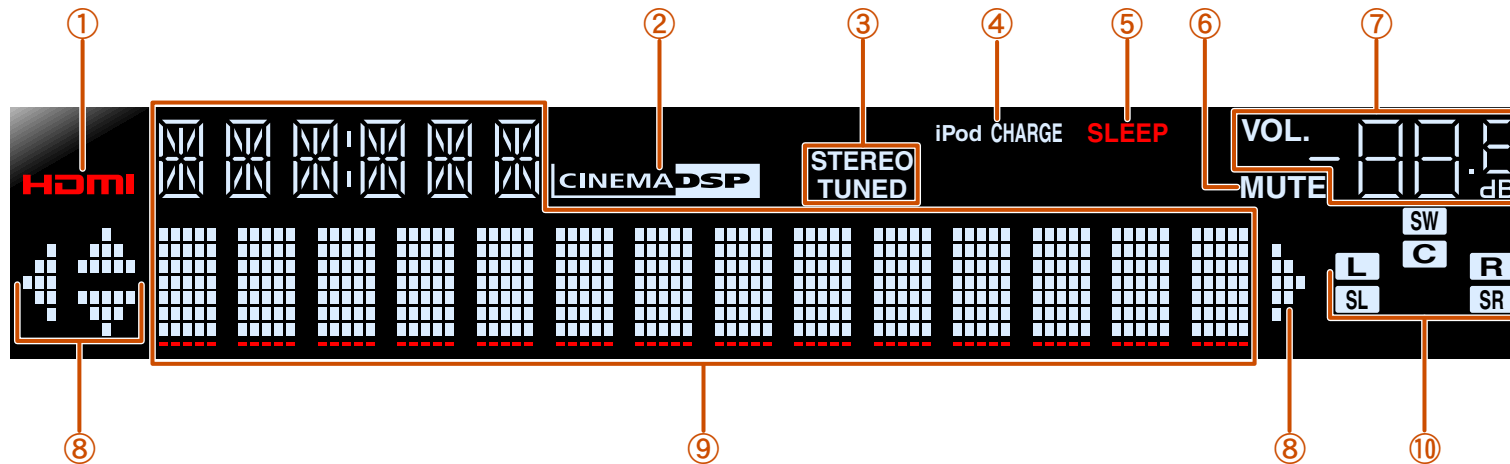 ① ② ③ ④ ⑤ ⑥ ⑦
HDMI
CINEMA DSP
STEREO
TUNED
iPod CHARGE
SLEEP
VOL.
MUTE
dB
SW
C
L R
SL SR
⑧ ⑨ ⑧ ⑩